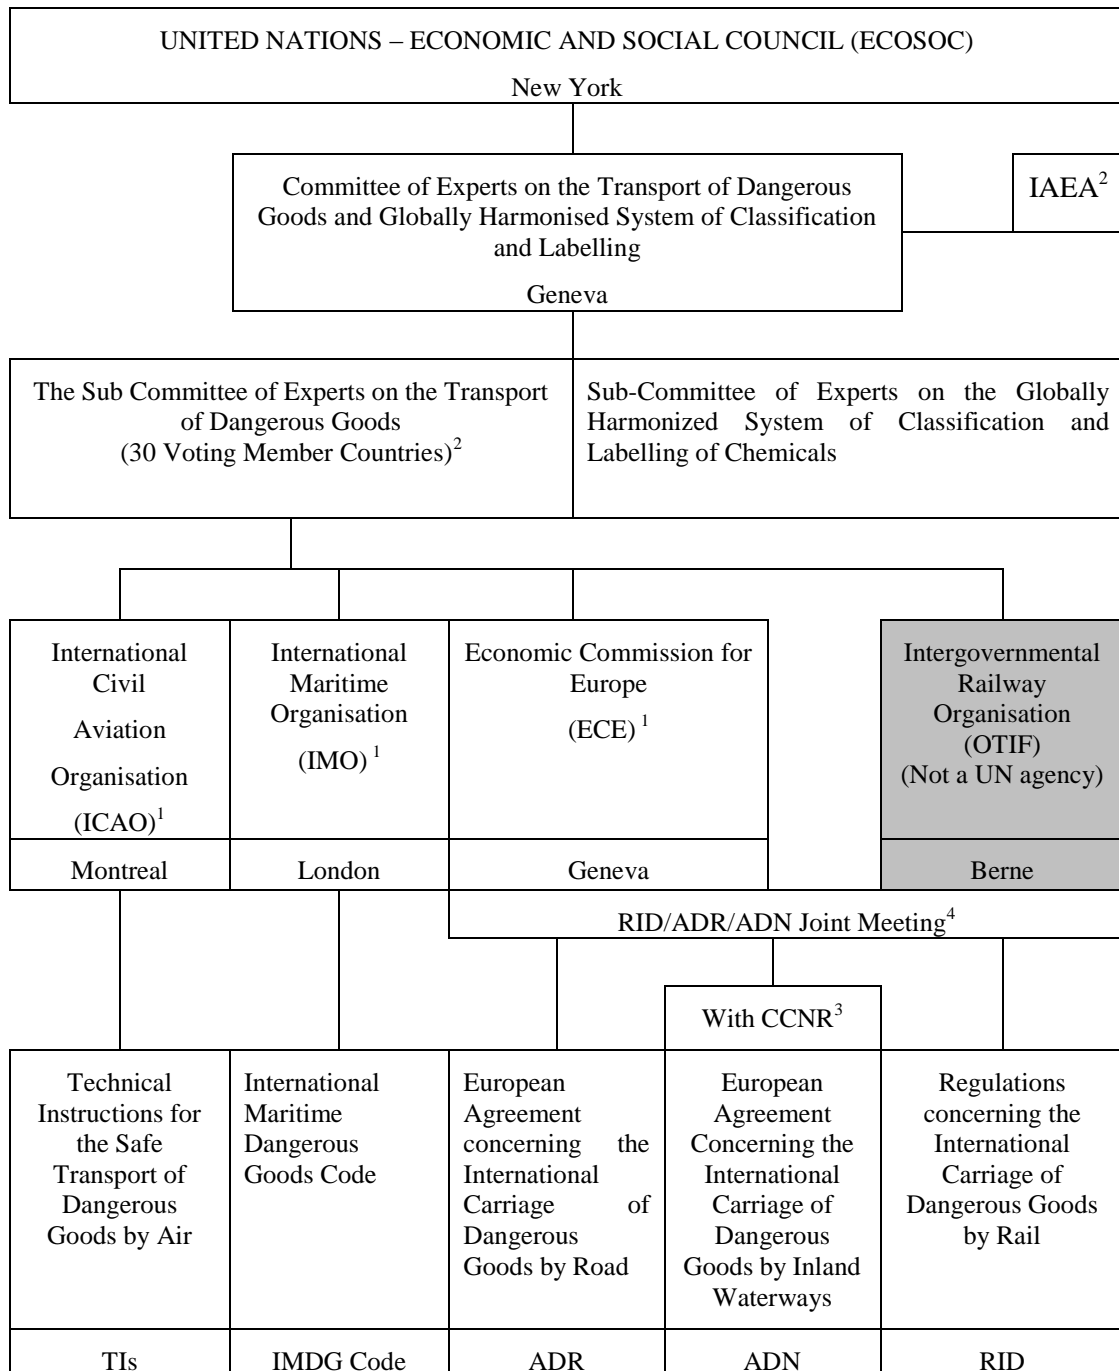 UNITED NATIONS – ECONOMIC AND SOCIAL COUNCIL (ECOSOC)
New York
Committee of Experts on the Transport of Dangerous
Goods and Globally Harmonised System of Classification
and Labelling
Geneva
IAEA²
The Sub Committee of Experts on the Transport
of Dangerous Goods
(30 Voting Member Countries)²
Sub-Committee of Experts on the Globally
Harmonized System of Classification and
Labelling of Chemicals
International
Civil
Aviation
Organisation
(ICAO)¹
Montreal
International
Maritime
Organisation
(IMO) ¹
London
Economic Commission for
Europe
(ECE) ¹
Geneva
Intergovernmental
Railway
Organisation
(OTIF)
(Not a UN agency)
Berne
RID/ADR/ADN Joint Meeting⁴
With CCNR³
Technical
Instructions for
the Safe
Transport of
Dangerous
Goods by Air
TIs
International
Maritime
Dangerous
Goods Code
IMDG Code
European
Agreement
concerning the
International
Carriage of
Dangerous
Goods by Road
ADR
European
Agreement
Concerning the
International
Carriage of
Dangerous
Goods by Inland
Waterways
ADN
Regulations
concerning the
International
Carriage of
Dangerous Goods
by Rail
RID